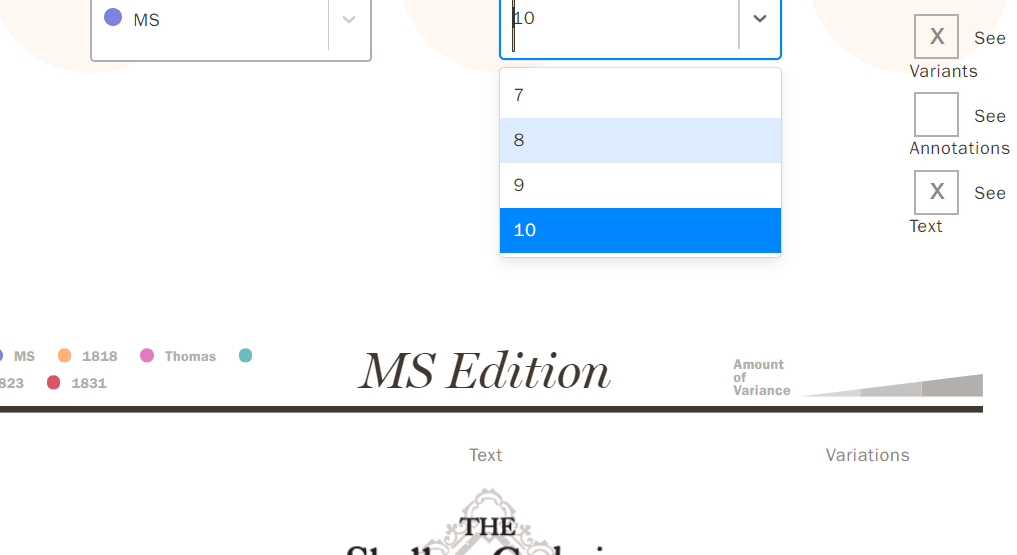 MS
10
X See
Variants
7
8
See
Annotations
9
X See
Text
10
MS 1818 Thomas
823 1831
MS Edition
Amount
of
Variance
Text
Variations
THE